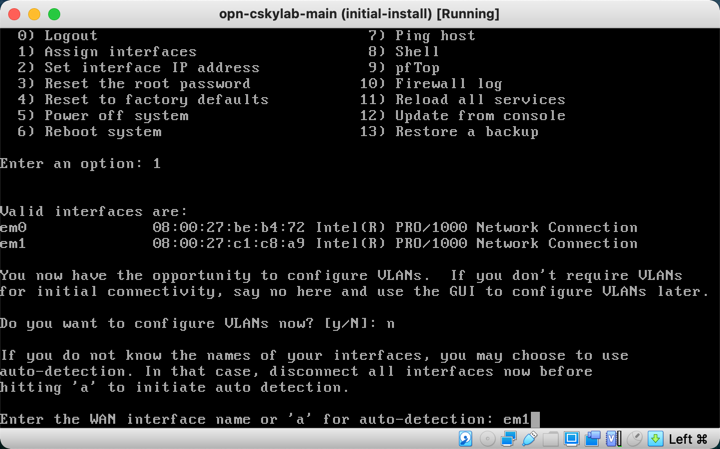 opn-cskylab-main (initial-install) [Running]
0) Logout 7) Ping host
1) Assign interfaces 8) Shell
2) Set interface IP address 9) pfTop
3) Reset the root password 10) Firewall log
4) Reset to factory defaults 11) Reload all services
5) Power off system 12) Update from console
6) Reboot system 13) Restore a backup
Enter an option: 1
Valid interfaces are:
em0 08:00:27:be:b4:72 Intel(R) PRO/1000 Network Connection
em1 08:00:27:c1:c8:a9 Intel(R) PRO/1000 Network Connection
You now have the opportunity to configure VLANs. If you don't require VLANs
for initial connectivity, say no here and use the GUI to configure VLANs later.
Do you want to configure VLANs now? [y/N]: n
If you do not know the names of your interfaces, you may choose to use
auto-detection. In that case, disconnect all interfaces now before
hitting 'a' to initiate auto detection.
Enter the WAN interface name or 'a' for auto-detection: em1
Left ⌘